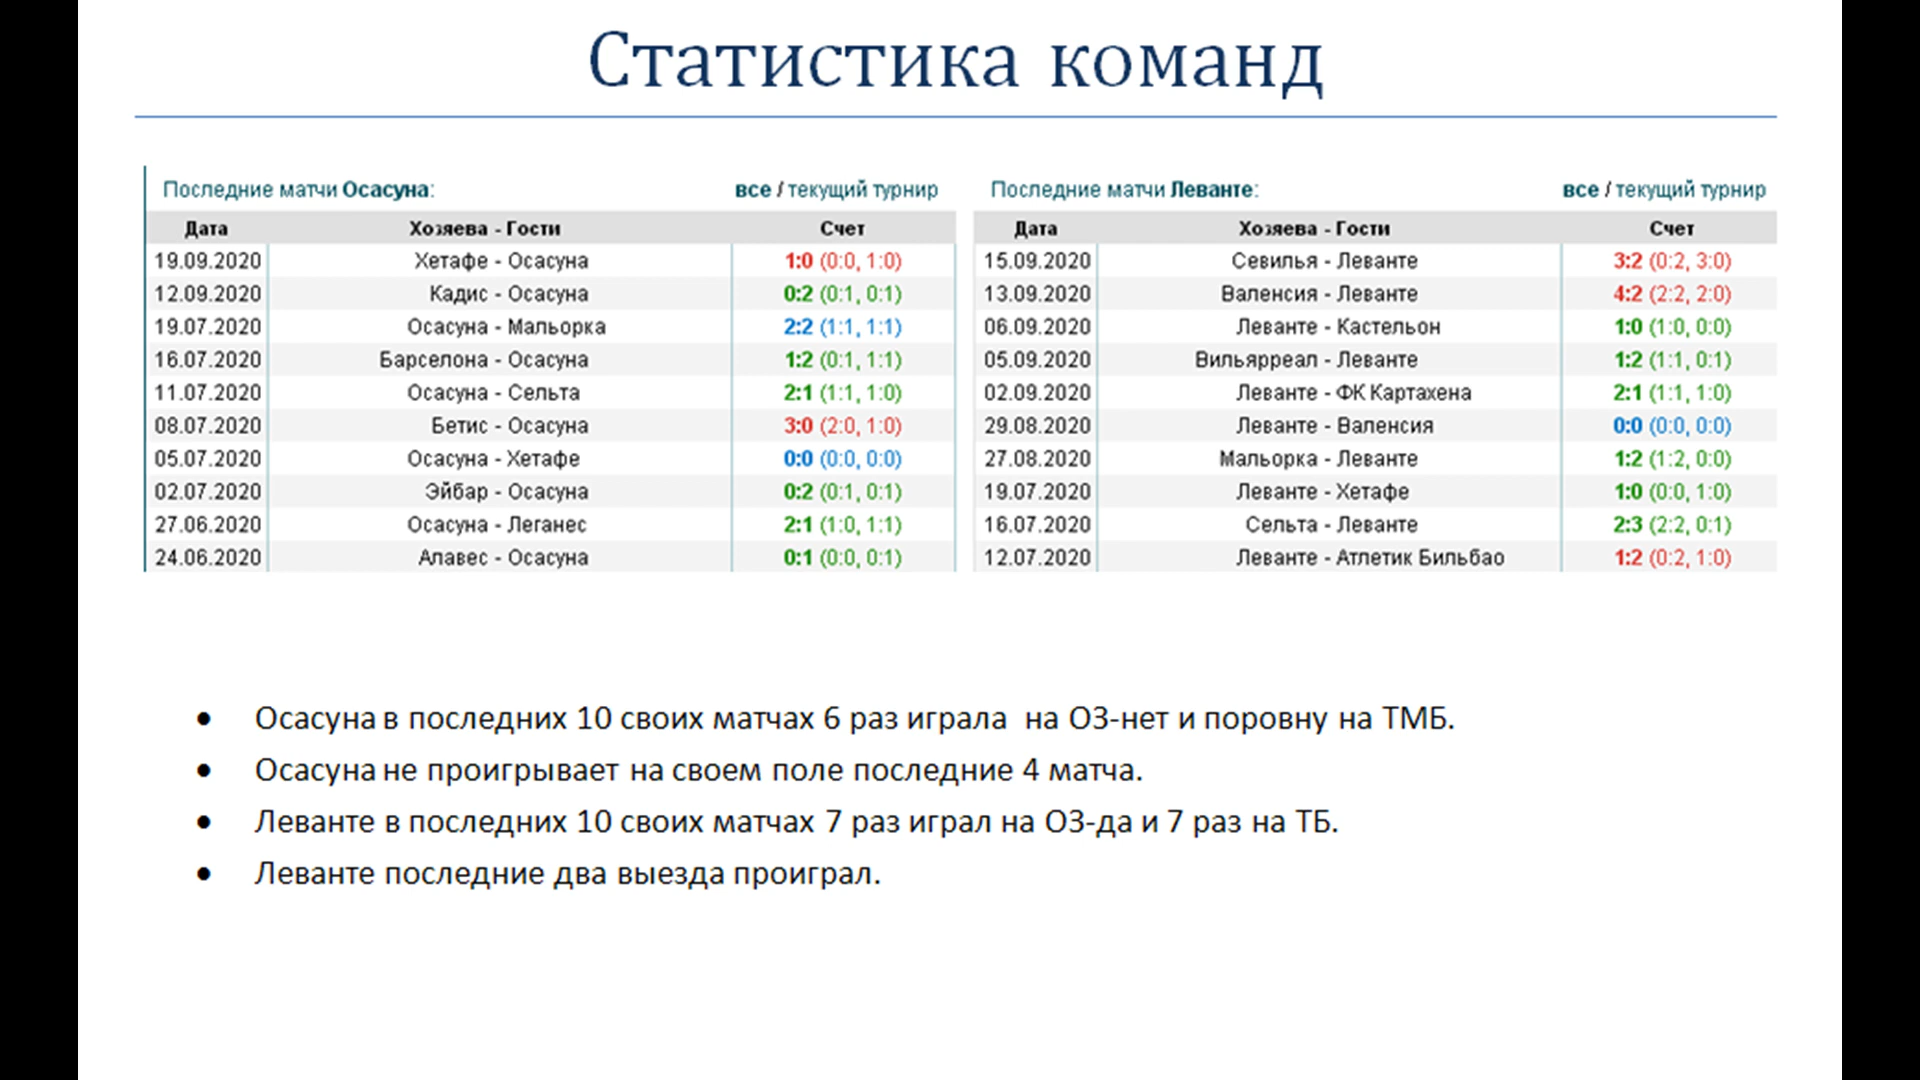 Статистика команд
Последние матчи Осасуна: все / текущий турнир
Дата Хозяева - Гости Счет
19.09.2020 Хетафе - Осасуна 1:0 (0:0, 1:0)
12.09.2020 Кадис - Осасуна 0:2 (0:1, 0:1)
19.07.2020 Осасуна - Мальорка 2:2 (1:1, 1:1)
16.07.2020 Барселона - Осасуна 1:2 (0:1, 1:1)
11.07.2020 Осасуна - Сельта 2:1 (1:1, 1:0)
08.07.2020 Бетис - Осасуна 3:0 (2:0, 1:0)
05.07.2020 Осасуна - Хетафе 0:0 (0:0, 0:0)
02.07.2020 Эйбар - Осасуна 0:2 (0:1, 0:1)
27.06.2020 Осасуна - Леганес 2:1 (1:0, 1:1)
24.06.2020 Алавес - Осасуна 0:1 (0:0, 0:1)
Последние матчи Леванте: все / текущий турнир
Дата Хозяева - Гости Счет
15.09.2020 Севилья - Леванте 3:2 (0:2, 3:0)
13.09.2020 Валенсия - Леванте 4:2 (2:2, 2:0)
06.09.2020 Леванте - Кастельон 1:0 (1:0, 0:0)
05.09.2020 Вильярреал - Леванте 1:2 (1:1, 0:1)
02.09.2020 Леванте - ФК Картахена 2:1 (1:1, 1:0)
29.08.2020 Леванте - Валенсия 0:0 (0:0, 0:0)
27.08.2020 Мальорка - Леванте 1:2 (1:2, 0:0)
19.07.2020 Леванте - Хетафе 1:0 (0:0, 1:0)
16.07.2020 Сельта - Леванте 2:3 (2:2, 0:1)
12.07.2020 Леванте - Атлетик Бильбао 1:2 (0:2, 1:0)
• Осасуна в последних 10 своих матчах 6 раз играла на ОЗ-нет и поровну на ТМБ.
• Осасуна не проигрывает на своем поле последние 4 матча.
• Леванте в последних 10 своих матчах 7 раз играл на ОЗ-да и 7 раз на ТБ.
• Леванте последние два выезда проиграл.